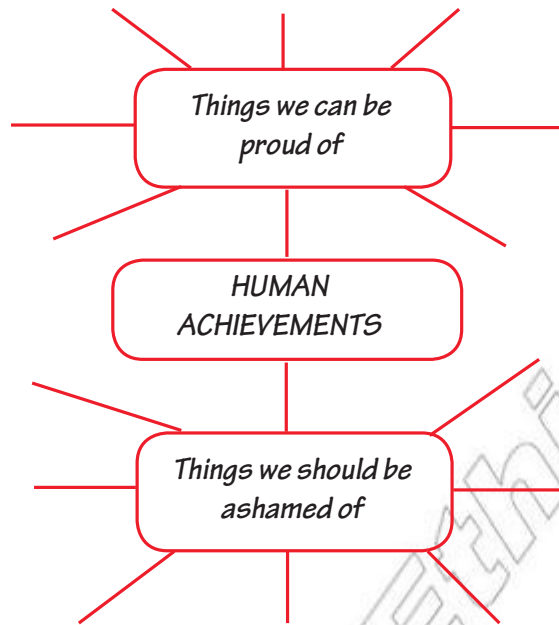 Things we can be
proud of
HUMAN
ACHIEVEMENTS
Things we should be
ashamed of